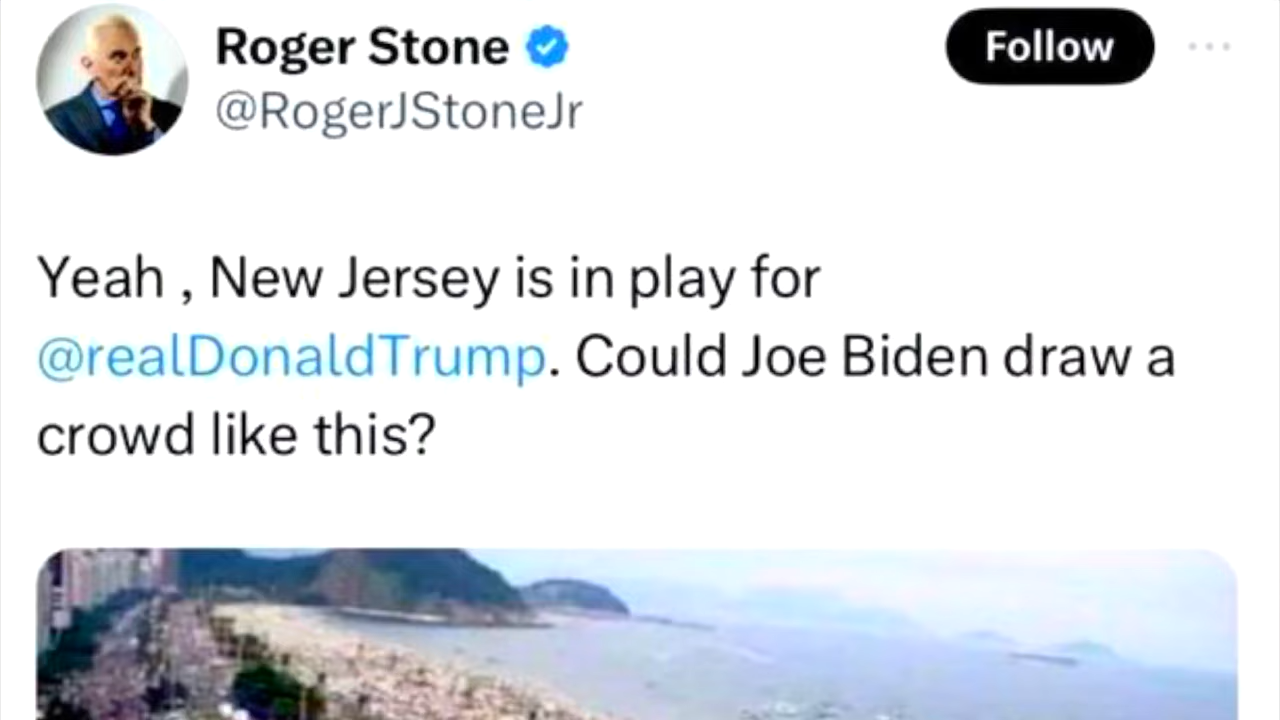 Roger Stone
Follow
@RogerJStoneJr
Yeah , New Jersey is in play for
@realDonaldTrump. Could Joe Biden draw a
crowd like this?